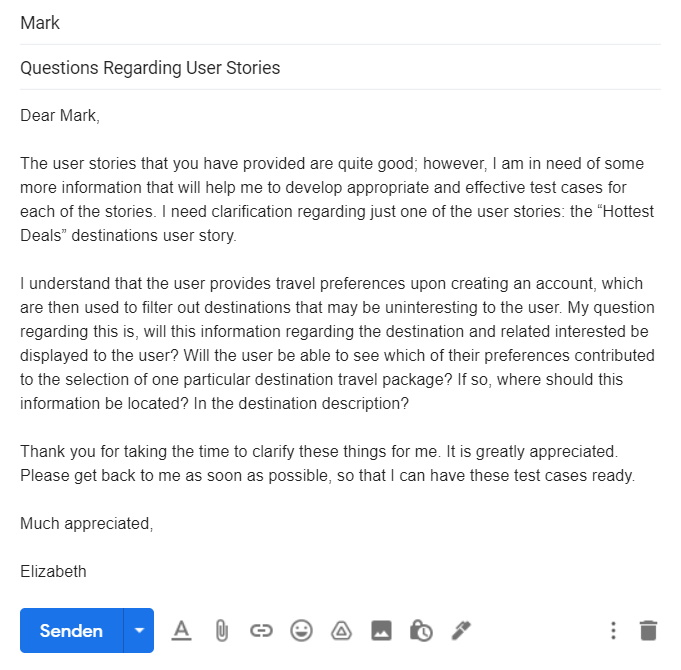 Mark
Questions Regarding User Stories
Dear Mark,
The user stories that you have provided are quite good; however, I am in need of some
more information that will help me to develop appropriate and effective test cases for
each of the stories. I need clarification regarding just one of the user stories: the “Hottest
Deals” destinations user story.
I understand that the user provides travel preferences upon creating an account, which
are then used to filter out destinations that may be uninteresting to the user. My question
regarding this is, will this information regarding the destination and related interested be
displayed to the user? Will the user be able to see which of their preferences contributed
to the selection of one particular destination travel package? If so, where should this
information be located? In the destination description?
Thank you for taking the time to clarify these things for me. It is greatly appreciated.
Please get back to me as soon as possible, so that I can have these test cases ready.
Much appreciated,
Elizabeth
Senden